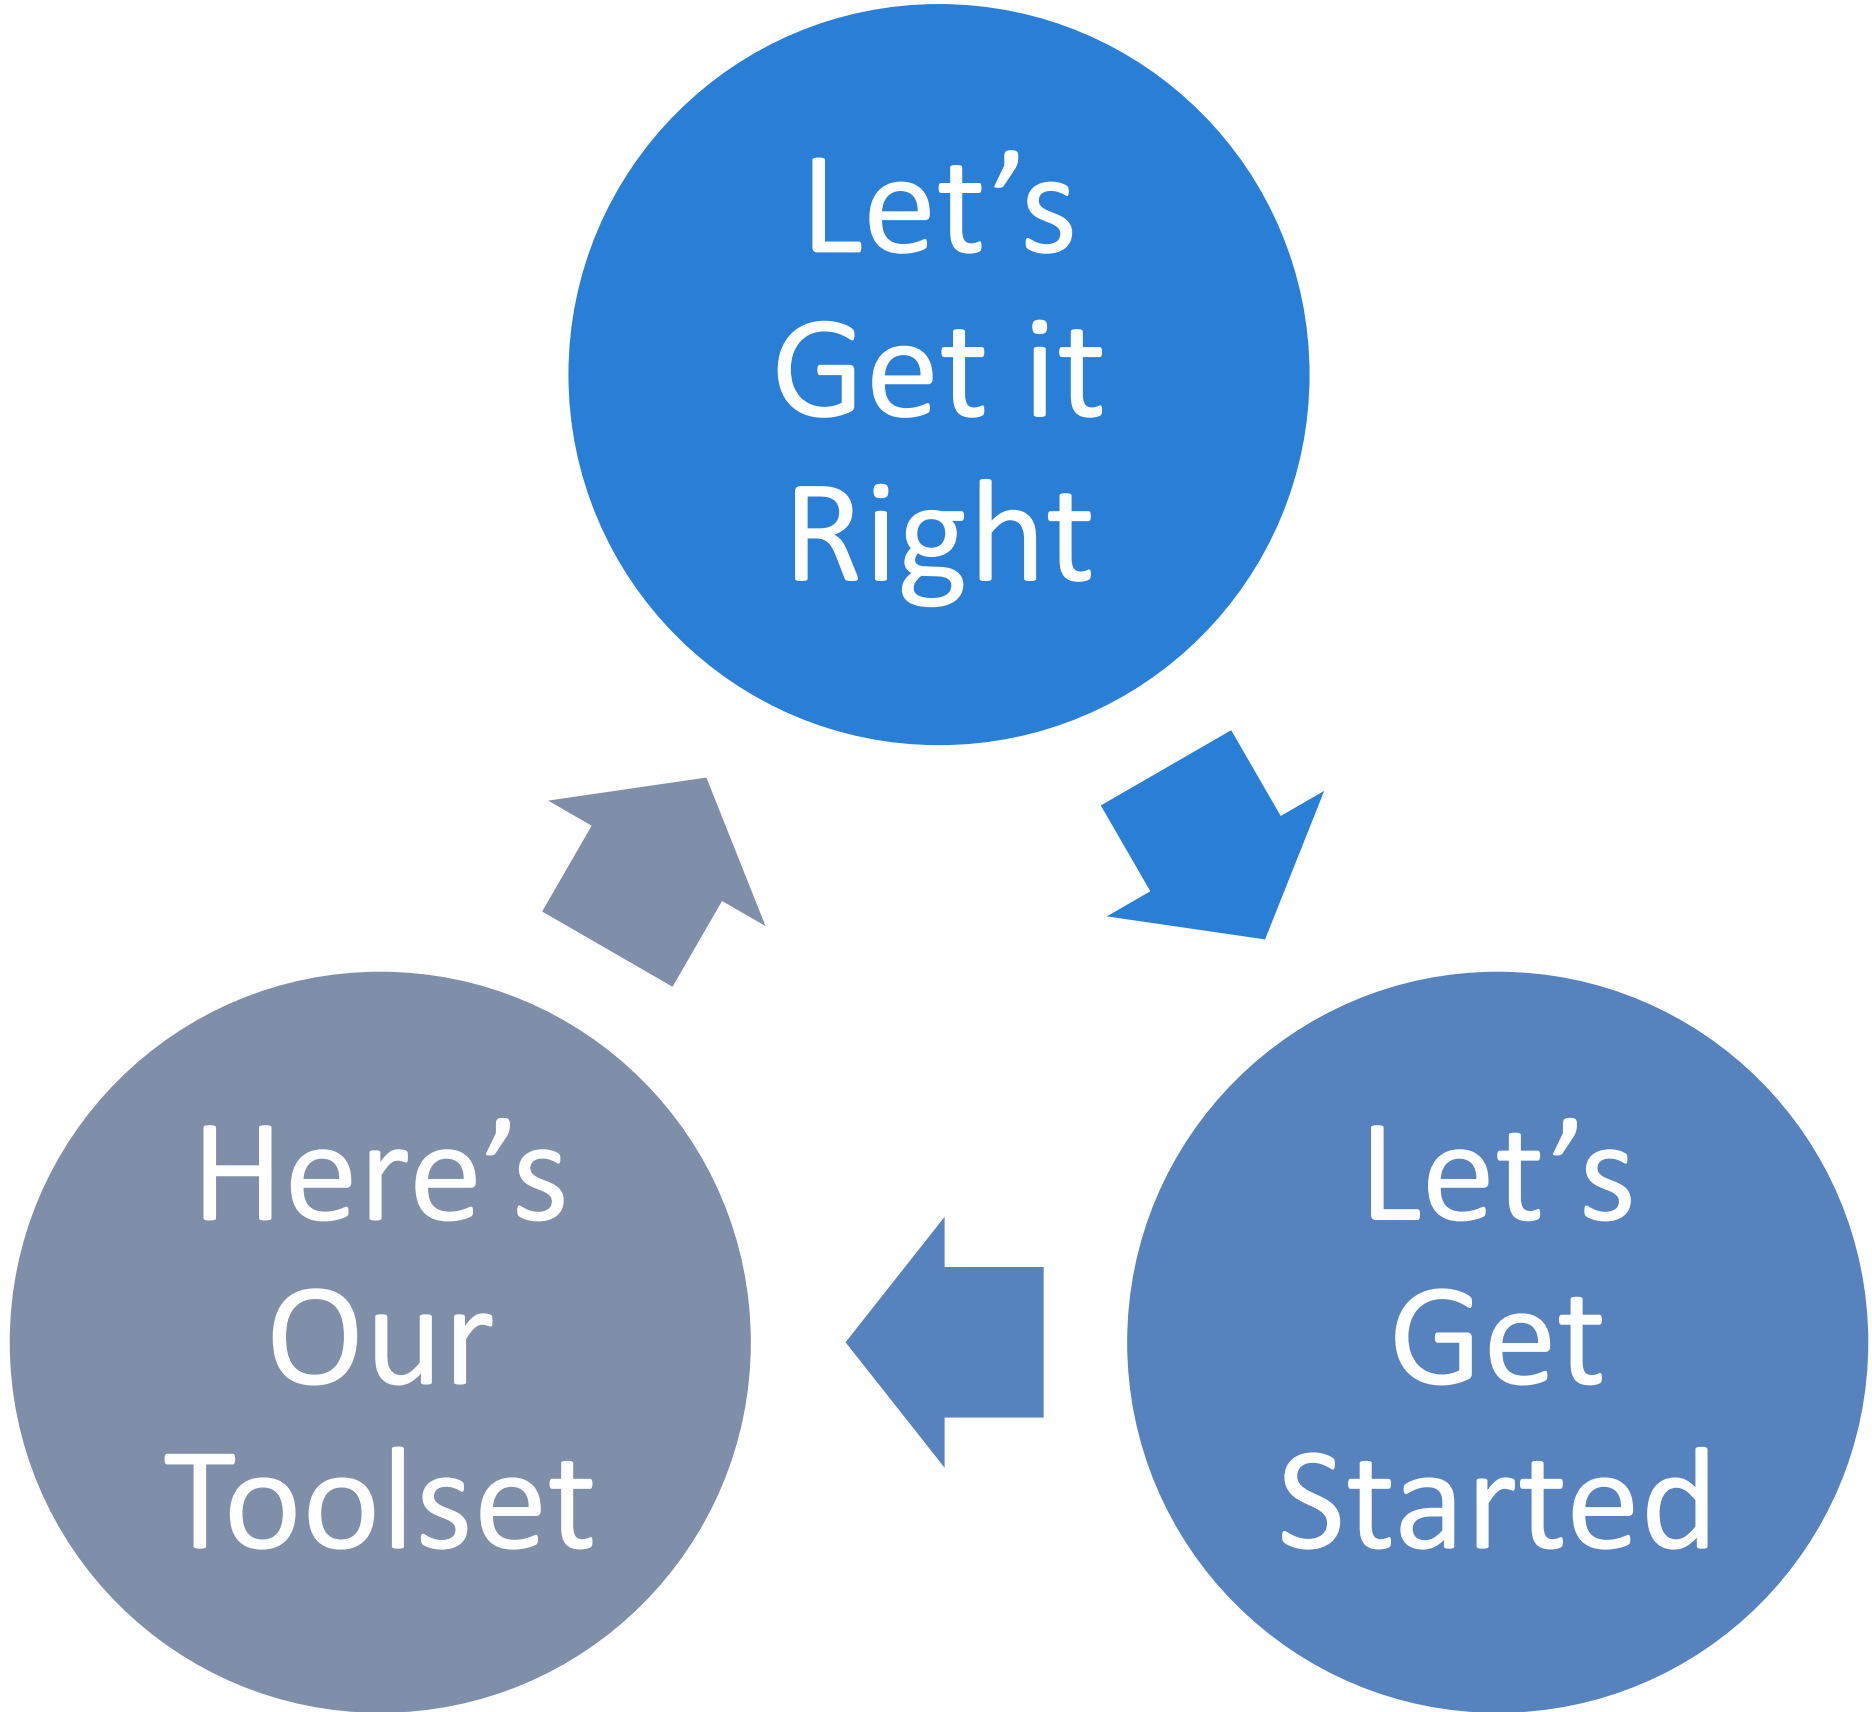 Let’s
Get it
Right
Here’s
Our
Toolset
Let’s
Get
Started